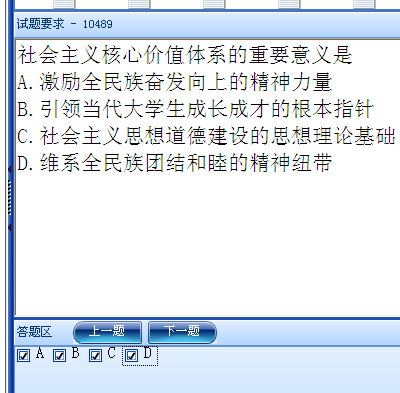 试题要求 - 10489
社会主义核心价值体系的重要意义是
A.激励全民族奋发向上的精神力量
B.引领当代大学生成长成才的根本指针
C.社会主义思想道德建设的思想理论基础
D.维系全民族团结和睦的精神纽带
答题区 上一题 下一题
A B C D